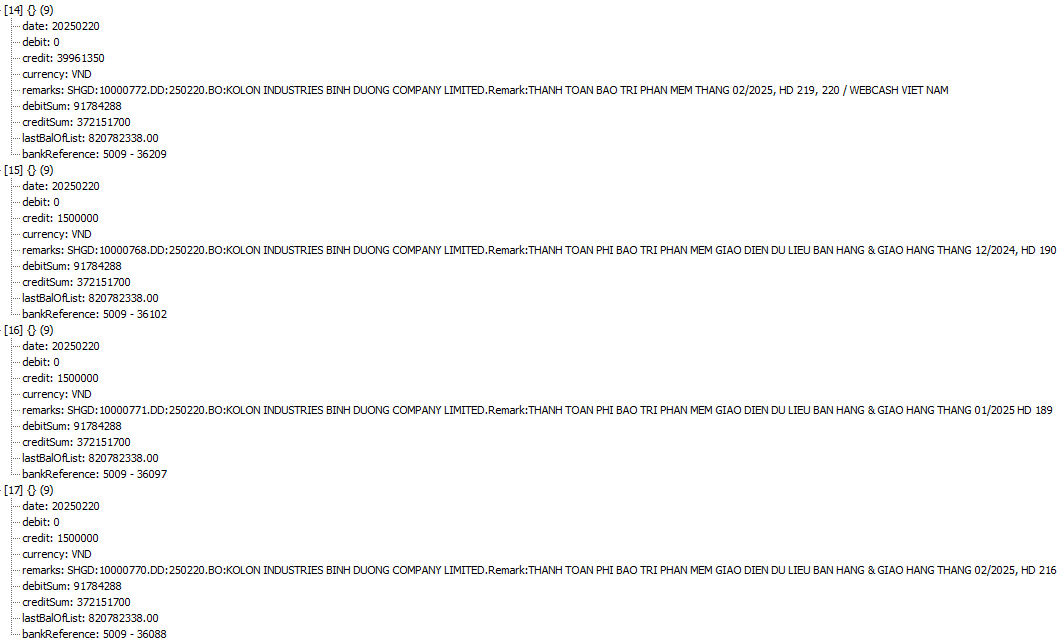 [14] {} (9)
date: 20250220
debit: 0
credit: 39961350
currency: VND
remarks: SHGD:10000772.DD:250220.BO:KOLON INDUSTRIES BINH DUONG COMPANY LIMITED.Remark:THANH TOAN BAO TRI PHAN MEM THANG 02/2025, HD 219, 220 / WEBCASH VIET NAM
debitSum: 91784288
creditSum: 372151700
lastBalOfList: 820782338.00
bankReference: 5009 - 36209
[15] {} (9)
date: 20250220
debit: 0
credit: 1500000
currency: VND
remarks: SHGD:10000768.DD:250220.BO:KOLON INDUSTRIES BINH DUONG COMPANY LIMITED.Remark:THANH TOAN PHI BAO TRI PHAN MEM GIAO DIEN DU LIEU BAN HANG & GIAO HANG THANG 12/2024, HD 190
debitSum: 91784288
creditSum: 372151700
lastBalOfList: 820782338.00
bankReference: 5009 - 36102
[16] {} (9)
date: 20250220
debit: 0
credit: 1500000
currency: VND
remarks: SHGD:10000771.DD:250220.BO:KOLON INDUSTRIES BINH DUONG COMPANY LIMITED.Remark:THANH TOAN PHI BAO TRI PHAN MEM GIAO DIEN DU LIEU BAN HANG & GIAO HANG THANG 01/2025 HD 189
debitSum: 91784288
creditSum: 372151700
lastBalOfList: 820782338.00
bankReference: 5009 - 36097
[17] {} (9)
date: 20250220
debit: 0
credit: 1500000
currency: VND
remarks: SHGD:10000770.DD:250220.BO:KOLON INDUSTRIES BINH DUONG COMPANY LIMITED.Remark:THANH TOAN PHI BAO TRI PHAN MEM GIAO DIEN DU LIEU BAN HANG & GIAO HANG THANG 02/2025, HD 216
debitSum: 91784288
creditSum: 372151700
lastBalOfList: 820782338.00
bankReference: 5009 - 36088